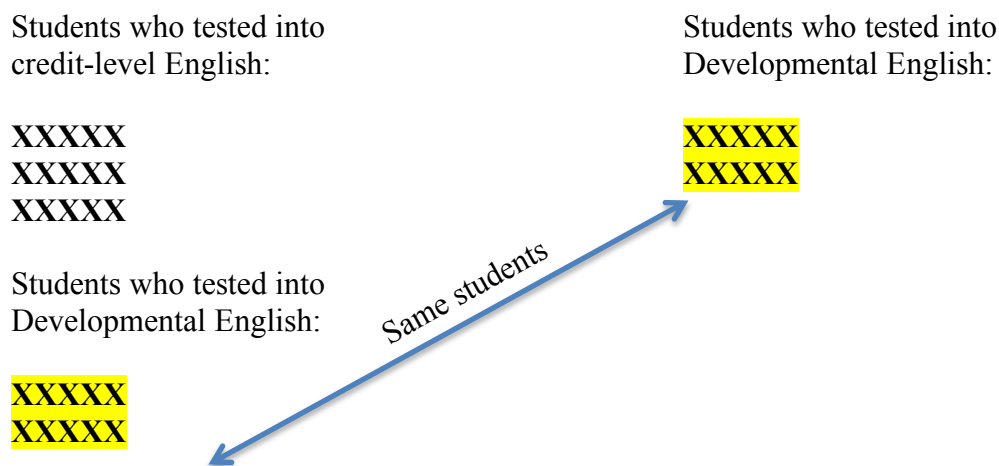 Students who tested into
credit-level English:
XXXXX
XXXXX
XXXXX
Students who tested into
Developmental English:
XXXXX
XXXXX
Same students
Students who tested into
Developmental English:
XXXXX
XXXXX